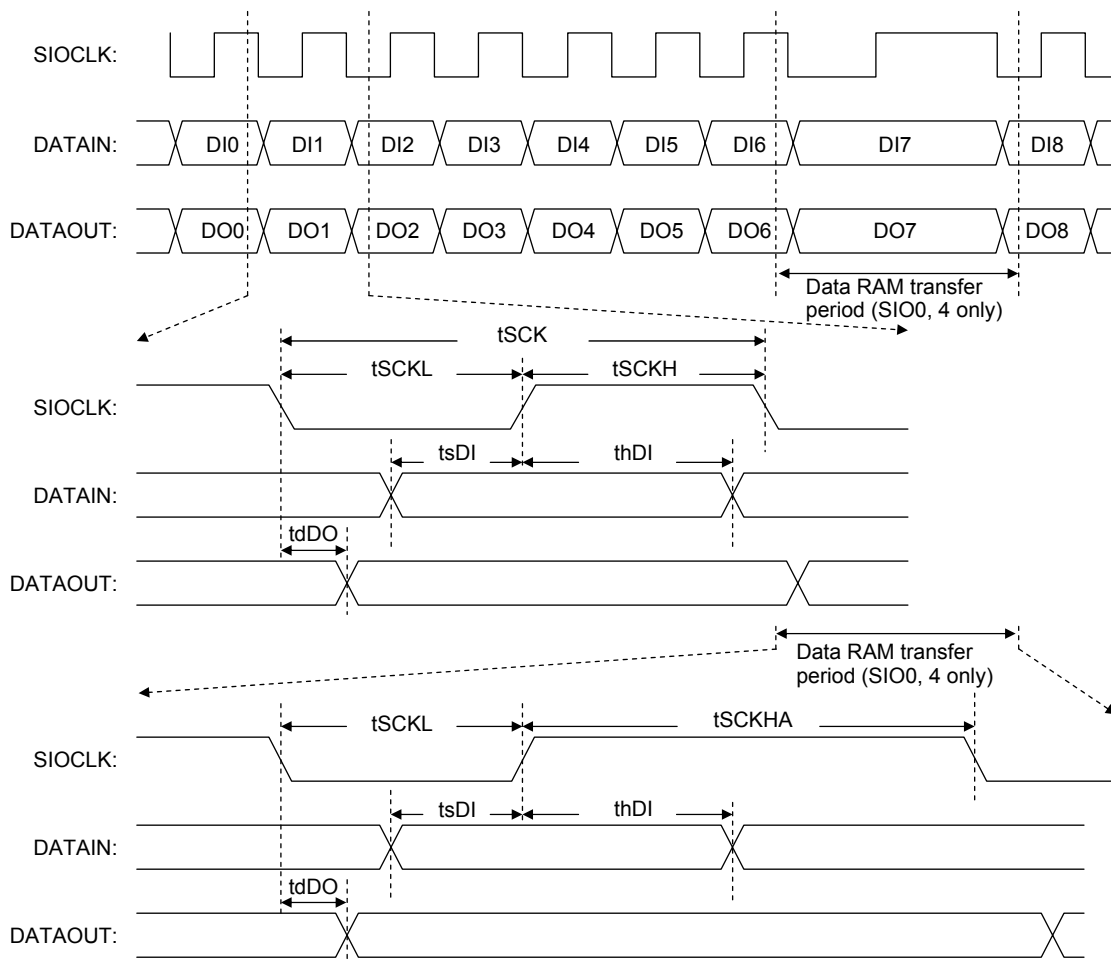 SIOCLK:
DATAIN: DI0 DI1 DI2 DI3 DI4 DI5 DI6 DI7 DI8
DATAOUT: DO0 DO1 DO2 DO3 DO4 DO5 DO6 DO7 DO8
Data RAM transfer
period (SIO0, 4 only)
tSCK
tSCKL tSCKH
SIOCLK:
tsDI thDI
DATAIN:
tdDO
DATAOUT:
Data RAM transfer
period (SIO0, 4 only)
tSCKL tSCKHA
SIOCLK:
tsDI thDI
DATAIN:
tdDO
DATAOUT: